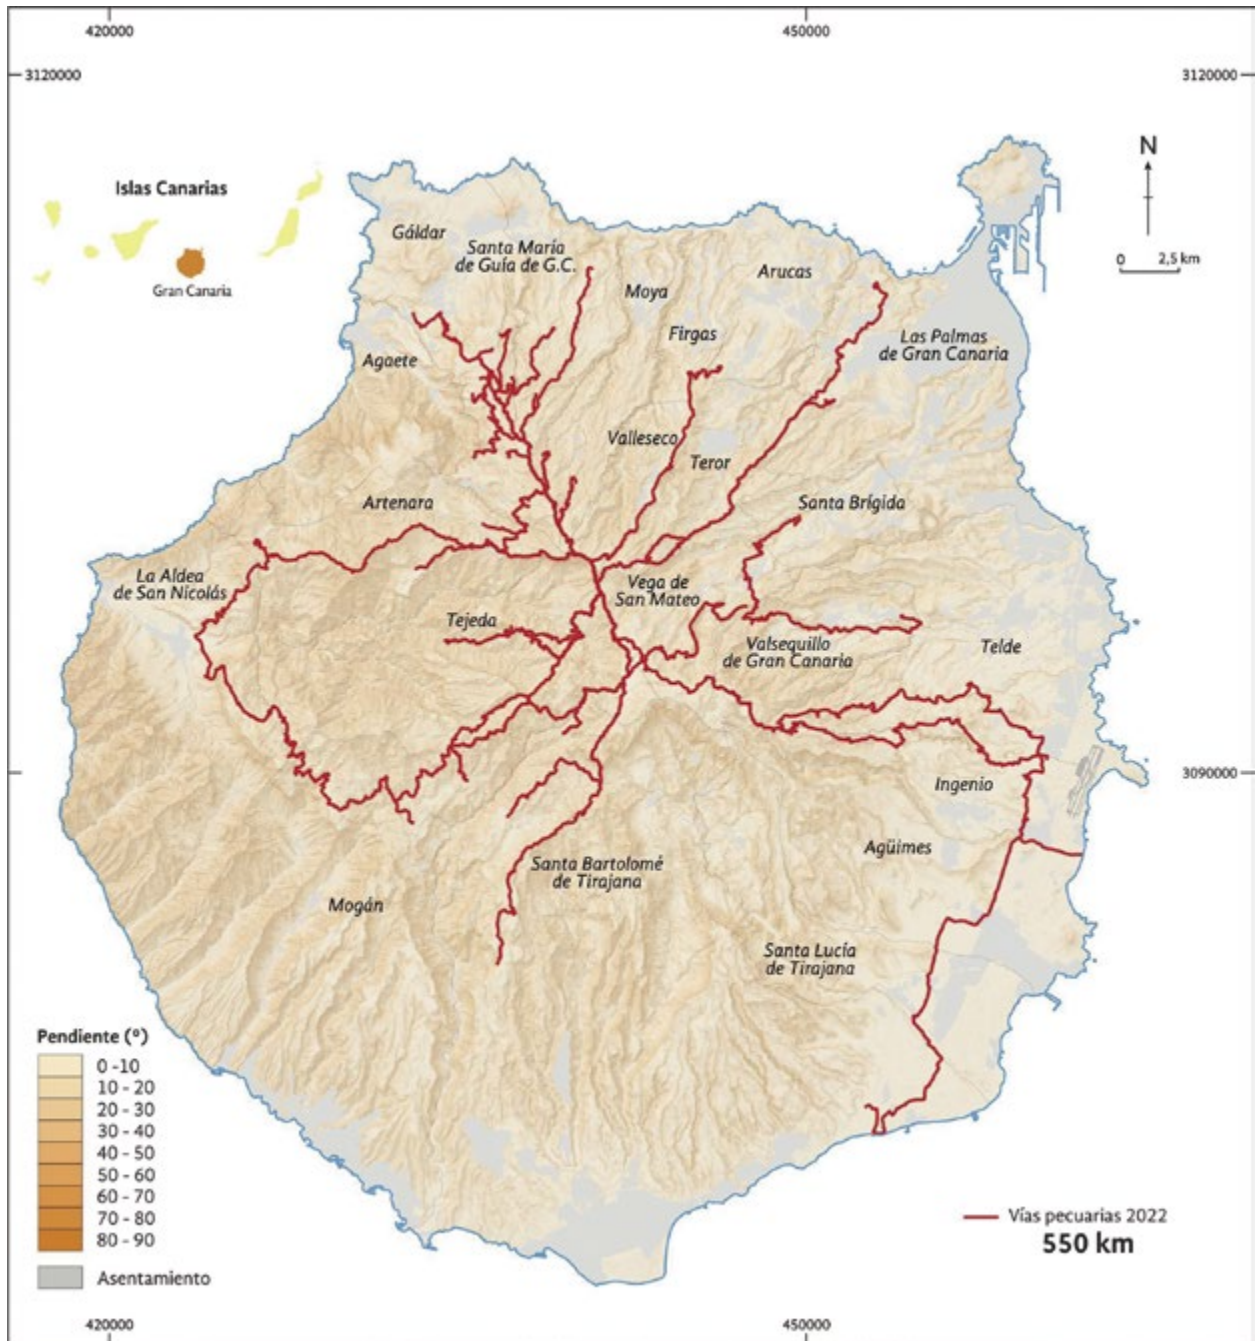 420000
450000
3120000
3120000
N
Islas Canarias
Gran Canaria
0
2,5 km
Gáldar
Santa María
de Guía de G.C.
Moya
Arucas
Firgas
Las Palmas
de Gran Canaria
Agaete
Valleseco
Teror
Artenara
Santa Brígida
La Aldea
de San Nicolás
Vega de
San Mateo
Tejeda
Valsequillo
de Gran Canaria
Telde
3090000
Ingenio
Agüimes
Santa Bartolomé
de Tirajana
Mogán
Santa Lucía
de Tirajana
Pendiente (º)
0 -10
10 - 20
20 - 30
30 - 40
40 - 50
50 - 60
60 - 70
70 - 80
80 - 90
Asentamiento
Vías pecuarias 2022
550 km
420000
450000